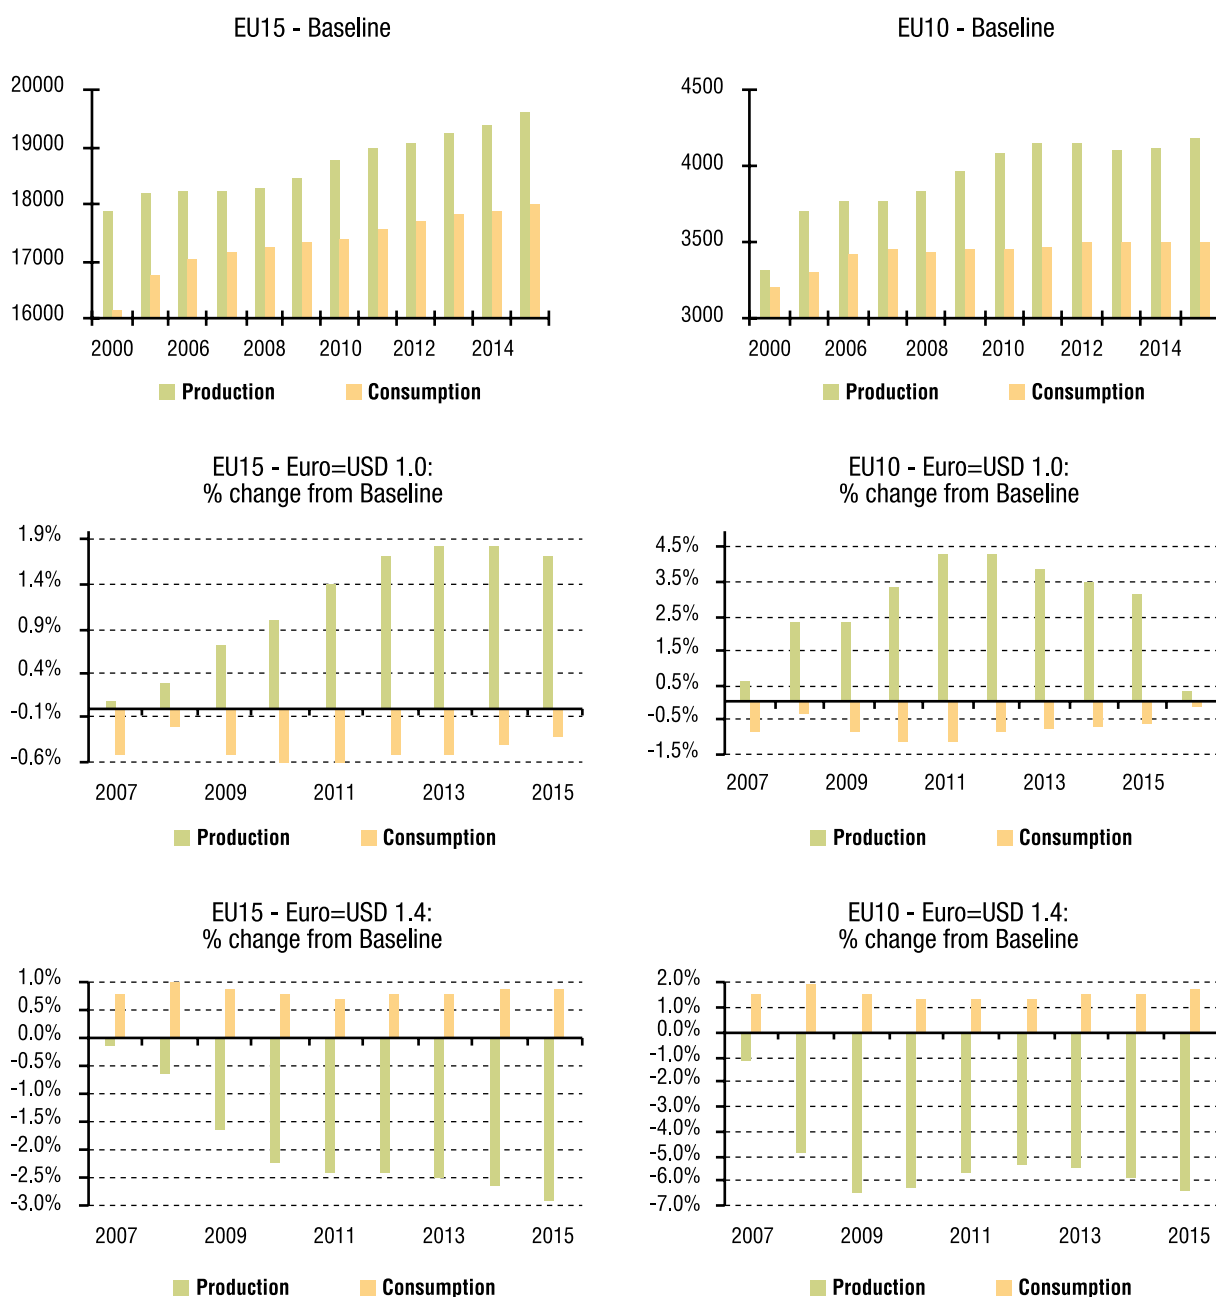 EU15 - Baseline
20000
19000
18000
17000
16000
2000 2006 2008 2010 2012 2014
Production Consumption
EU10 - Baseline
4500
4000
3500
3000
2000 2006 2008 2010 2012 2014
Production Consumption
EU15 - Euro=USD 1.0:
% change from Baseline
1.9%
1.4%
0.9%
0.4%
-0.1%
-0.6%
2007 2009 2011 2013 2015
Production Consumption
EU10 - Euro=USD 1.0:
% change from Baseline
4.5%
3.5%
2.5%
1.5%
0.5%
-0.5%
-1.5%
2007 2009 2011 2013 2015
Production Consumption
EU15 - Euro=USD 1.4:
% change from Baseline
1.0%
0.5%
0.0%
-0.5%
-1.0%
-1.5%
-2.0%
-2.5%
-3.0%
2007 2009 2011 2013 2015
Production Consumption
EU10 - Euro=USD 1.4:
% change from Baseline
2.0%
1.0%
0.0%
-1.0%
-2.0%
-3.0%
-4.0%
-5.0%
-6.0%
-7.0%
2007 2009 2011 2013 2015
Production Consumption